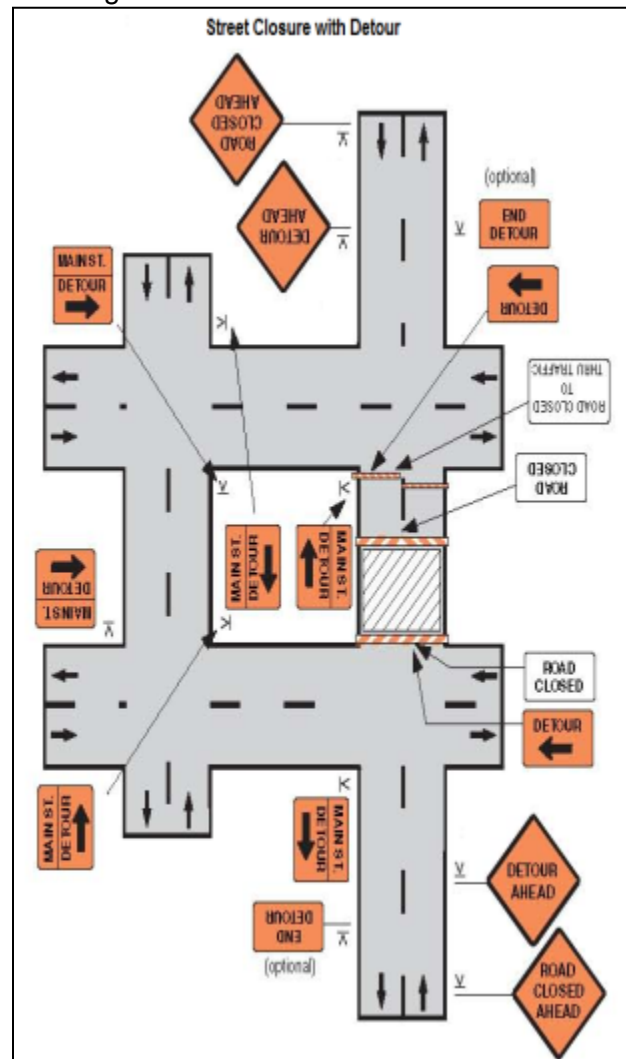 Street Closure with Detour
ROAD
CLOSED
AHEAD
DETOUR
AHEAD
(optional)
END
DETOUR
MAIN ST.
DETOUR
DETOUR
ROAD CLOSED
TO
THRU TRAFFIC
ROAD
CLOSED
MAIN ST.
DETOUR
MAIN ST.
DETOUR
MAIN ST.
DETOUR
ROAD
CLOSED
DETOUR
MAIN ST.
DETOUR
MAIN ST.
DETOUR
DETOUR
AHEAD
END
DETOUR
(optional)
ROAD
CLOSED
AHEAD